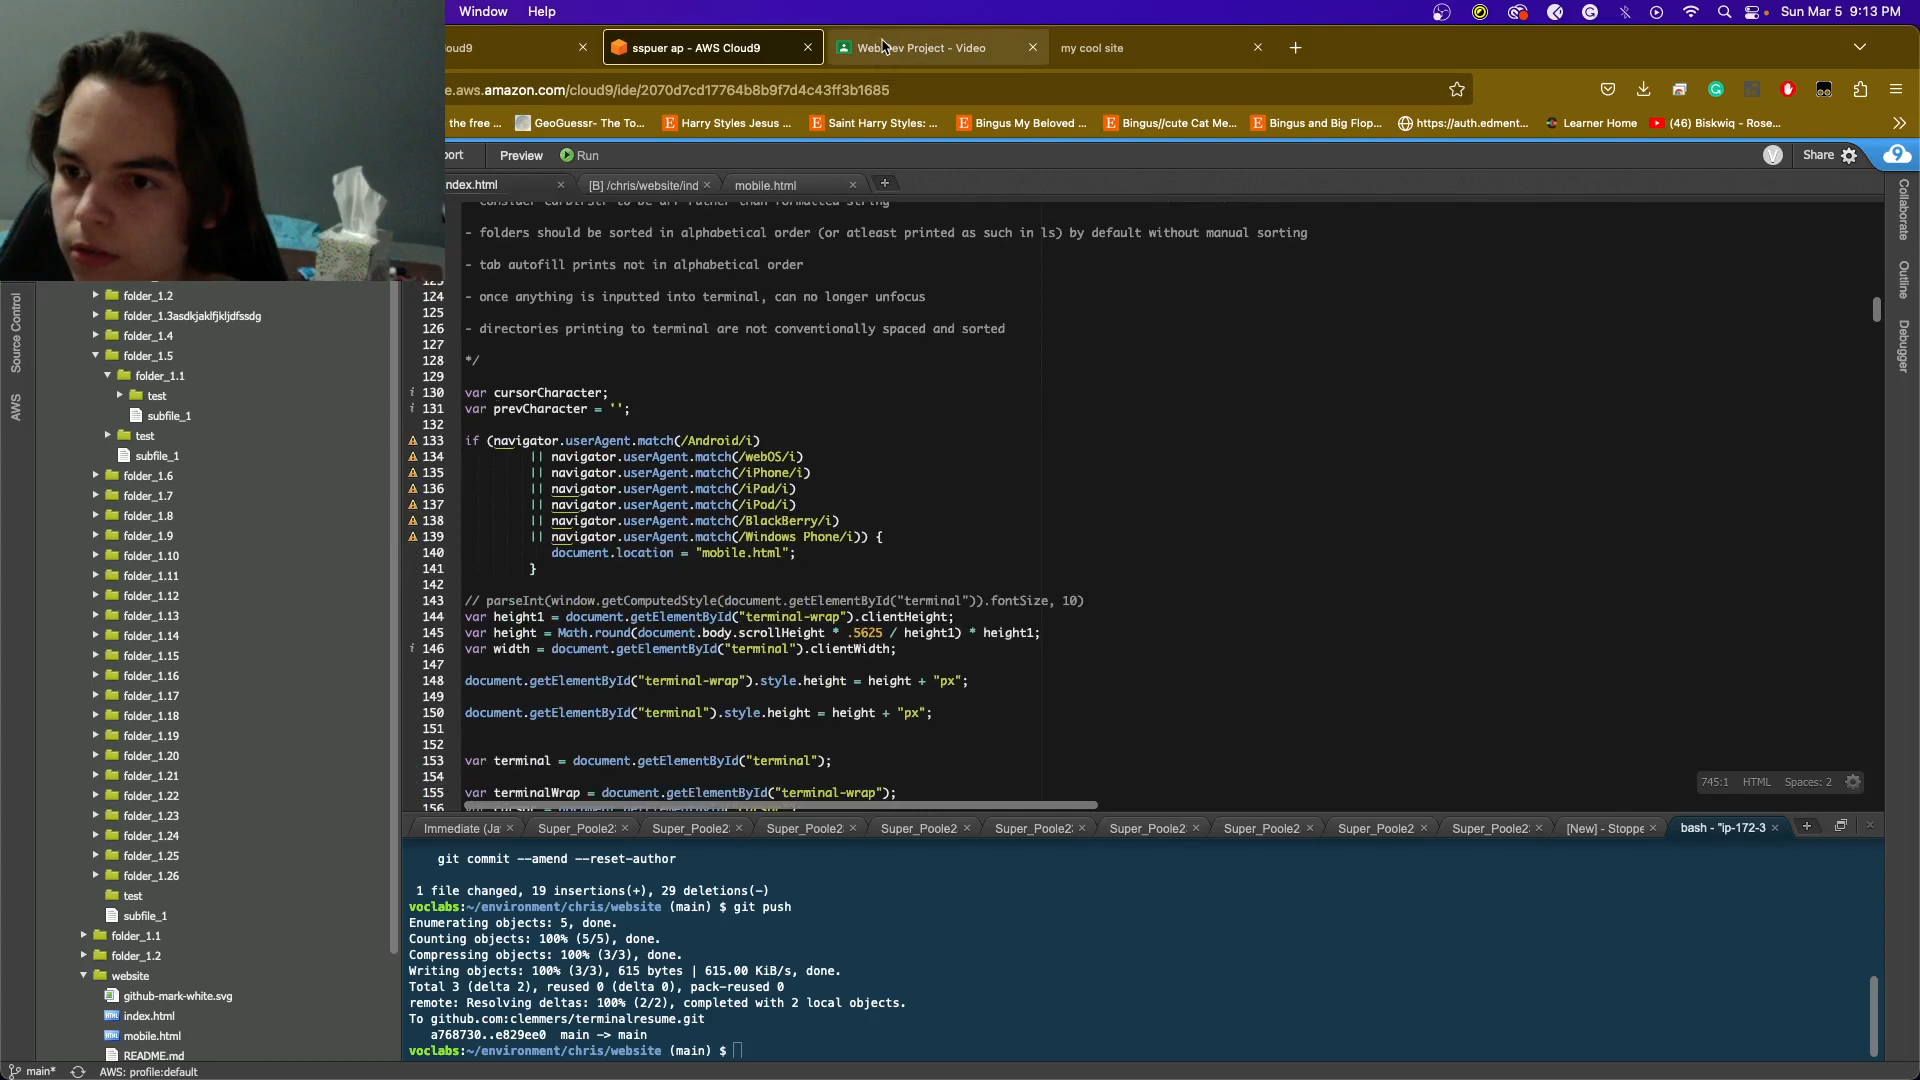 Window Help
Sun Mar 5 9:13 PM
oud9
sspuer ap - AWS Cloud9
Web Dev Project - Video
my cool site
e.aws.amazon.com/cloud9/ide/2070d7cd17764b8b9f7d4c43ff3b1685
the free ...
GeoGuessr- The To...
Harry Styles Jesus ...
Saint Harry Styles: ...
Bingus My Beloved ...
Bingus//cute Cat Me...
Bingus and Big Flop...
https://auth.edment...
Learner Home
(46) Biskwiq - Rose...
port Preview Run
V Share 9
ndex.html
[B] /chris/website/ind
mobile.html
- folders should be sorted in alphabetical order (or atleast printed as such in ls) by default without manual sorting
- tab autofill prints not in alphabetical order
124 - once anything is inputted into terminal, can no longer unfocus
125
126 - directories printing to terminal are not conventionally spaced and sorted
127
128 */
129
130 var cursorCharacter;
131 var prevCharacter = '';
132
133 if (navigator.userAgent.match(/Android/i)
134 || navigator.userAgent.match(/webOS/i)
135 || navigator.userAgent.match(/iPhone/i)
136 || navigator.userAgent.match(/iPad/i)
137 || navigator.userAgent.match(/iPod/i)
138 || navigator.userAgent.match(/BlackBerry/i)
139 || navigator.userAgent.match(/Windows Phone/i)) {
140 document.location = "mobile.html";
141 }
142
143 // parseInt(window.getComputedStyle(document.getElementById("terminal")).fontSize, 10)
144 var height1 = document.getElementById("terminal-wrap").clientHeight;
145 var height = Math.round(document.body.scrollHeight * .5625 / height1) * height1;
146 var width = document.getElementById("terminal").clientWidth;
147
148 document.getElementById("terminal-wrap").style.height = height + "px";
149
150 document.getElementById("terminal").style.height = height + "px";
151
152
153 var terminal = document.getElementById("terminal");
154
155 var terminalWrap = document.getElementById("terminal-wrap");
156
745:1 HTML Spaces: 2
Source Control
AWS
Collaborate
Outline
Debugger
folder_1.2
folder_1.3asdkjaklfjkljdfssdg
folder_1.4
folder_1.5
folder_1.1
test
subfile_1
test
subfile_1
folder_1.6
folder_1.7
folder_1.8
folder_1.9
folder_1.10
folder_1.11
folder_1.12
folder_1.13
folder_1.14
folder_1.15
folder_1.16
folder_1.17
folder_1.18
folder_1.19
folder_1.20
folder_1.21
folder_1.22
folder_1.23
folder_1.24
folder_1.25
folder_1.26
test
subfile_1
folder_1.1
folder_1.2
website
github-mark-white.svg
index.html
mobile.html
README.md
Immediate (Ja
Super_Poole2
Super_Poole2
Super_Poole2
Super_Poole2
Super_Poole2
Super_Poole2
Super_Poole2
Super_Poole2
Super_Poole2
[New] - Stoppe
bash - "ip-172-3
git commit --amend --reset-author
1 file changed, 19 insertions(+), 29 deletions(-)
voclabs:~/environment/chris/website (main) $ git push
Enumerating objects: 5, done.
Counting objects: 100% (5/5), done.
Compressing objects: 100% (3/3), done.
Writing objects: 100% (3/3), 615 bytes | 615.00 KiB/s, done.
Total 3 (delta 2), reused 0 (delta 0), pack-reused 0
remote: Resolving deltas: 100% (2/2), completed with 2 local objects.
To github.com:clemmers/terminalresume.git
a768730..e829ee0 main -> main
voclabs:~/environment/chris/website (main) $
main* AWS: profile:default